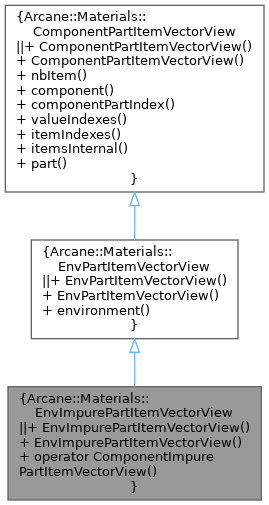 {Arcane::Materials::
ComponentPartItemVectorView
||+ ComponentPartItemVectorView()
+ ComponentPartItemVectorView()
+ nbItem()
+ component()
+ componentPartIndex()
+ valueIndexes()
+ itemIndexes()
+ itemsInternal()
+ part()
}
{Arcane::Materials::
EnvPartItemVectorView
||+ EnvPartItemVectorView()
+ EnvPartItemVectorView()
+ environment()
}
{Arcane::Materials::
EnvImpurePartItemVectorView
||+ EnvImpurePartItemVectorView()
+ EnvImpurePartItemVectorView()
+ operator ComponentImpure
PartItemVectorView()
}